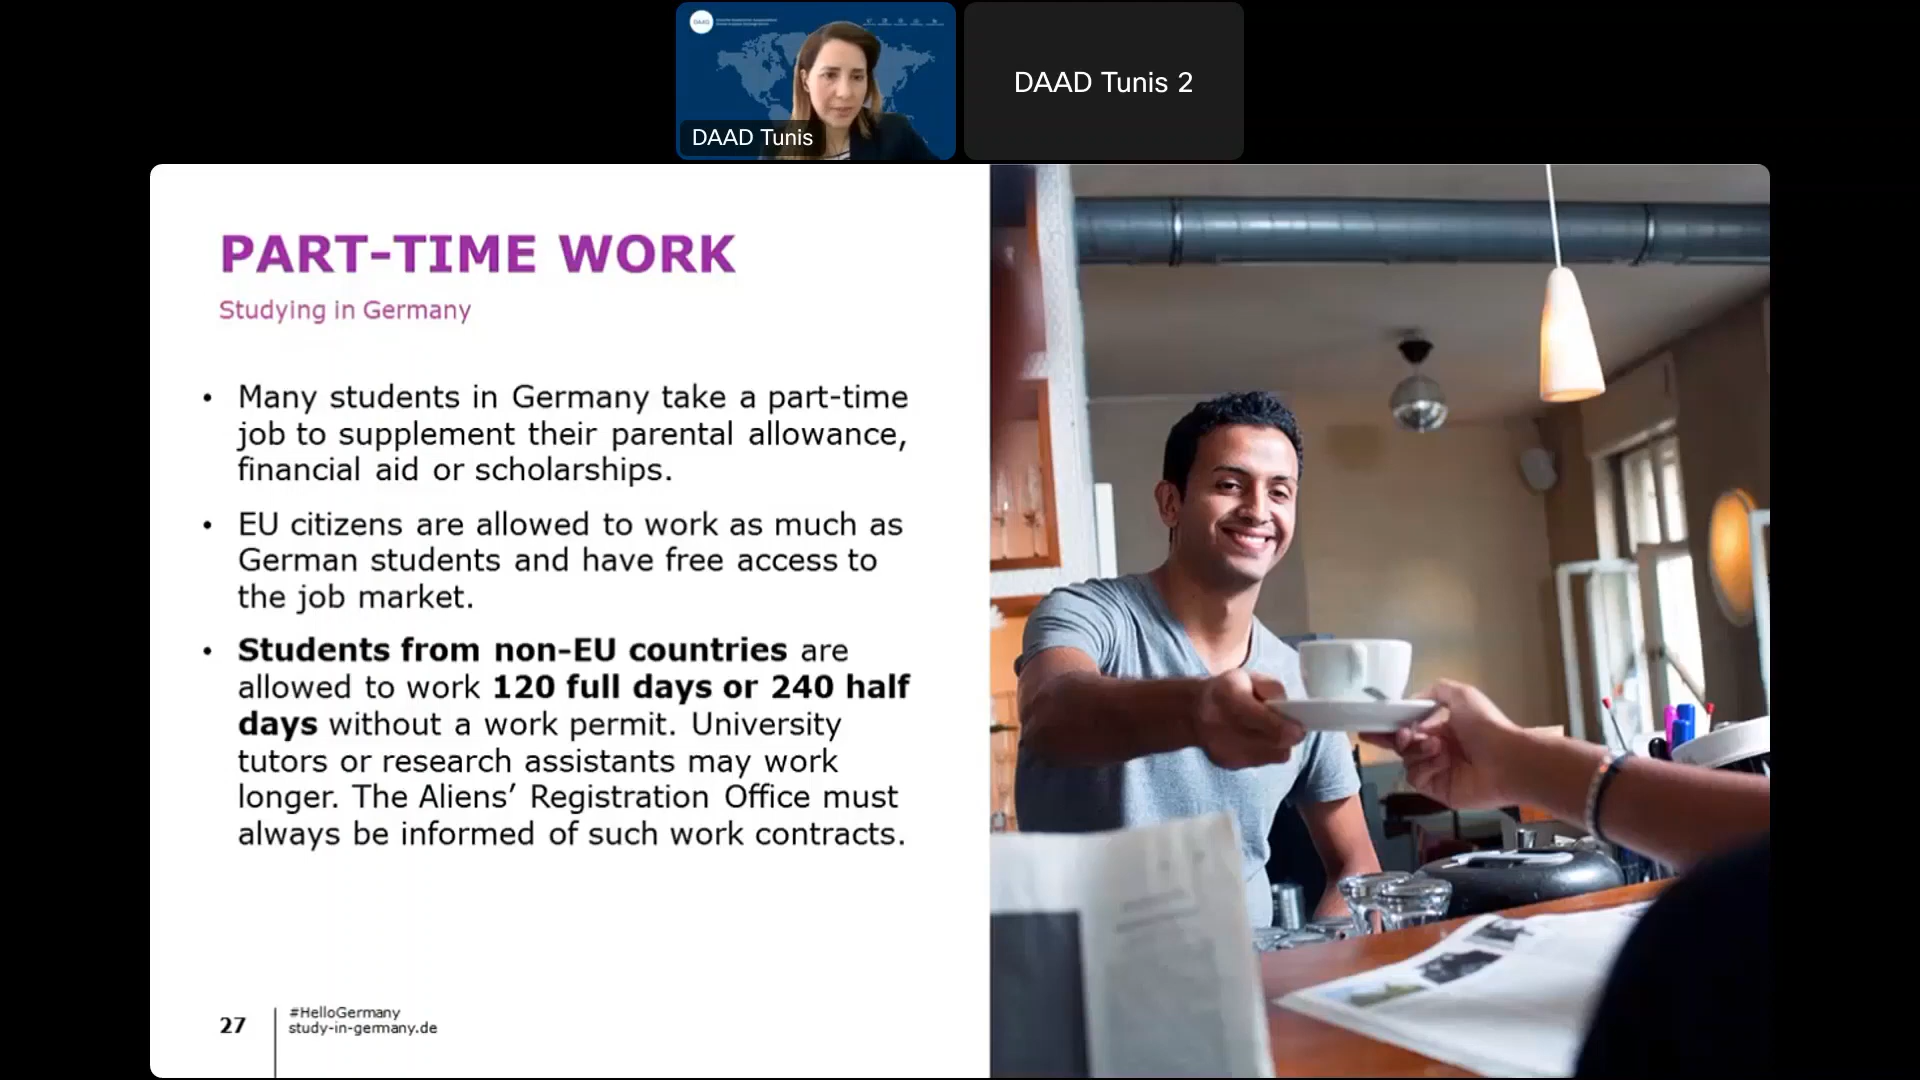 DAAD
DAAD Tunis
DAAD Tunis 2
PART-TIME WORK
Studying in Germany
• Many students in Germany take a part-time
job to supplement their parental allowance,
financial aid or scholarships.
• EU citizens are allowed to work as much as
German students and have free access to
the job market.
• Students from non-EU countries are
allowed to work 120 full days or 240 half
days without a work permit. University
tutors or research assistants may work
longer. The Aliens’ Registration Office must
always be informed of such work contracts.
27
#HelloGermany
study-in-germany.de